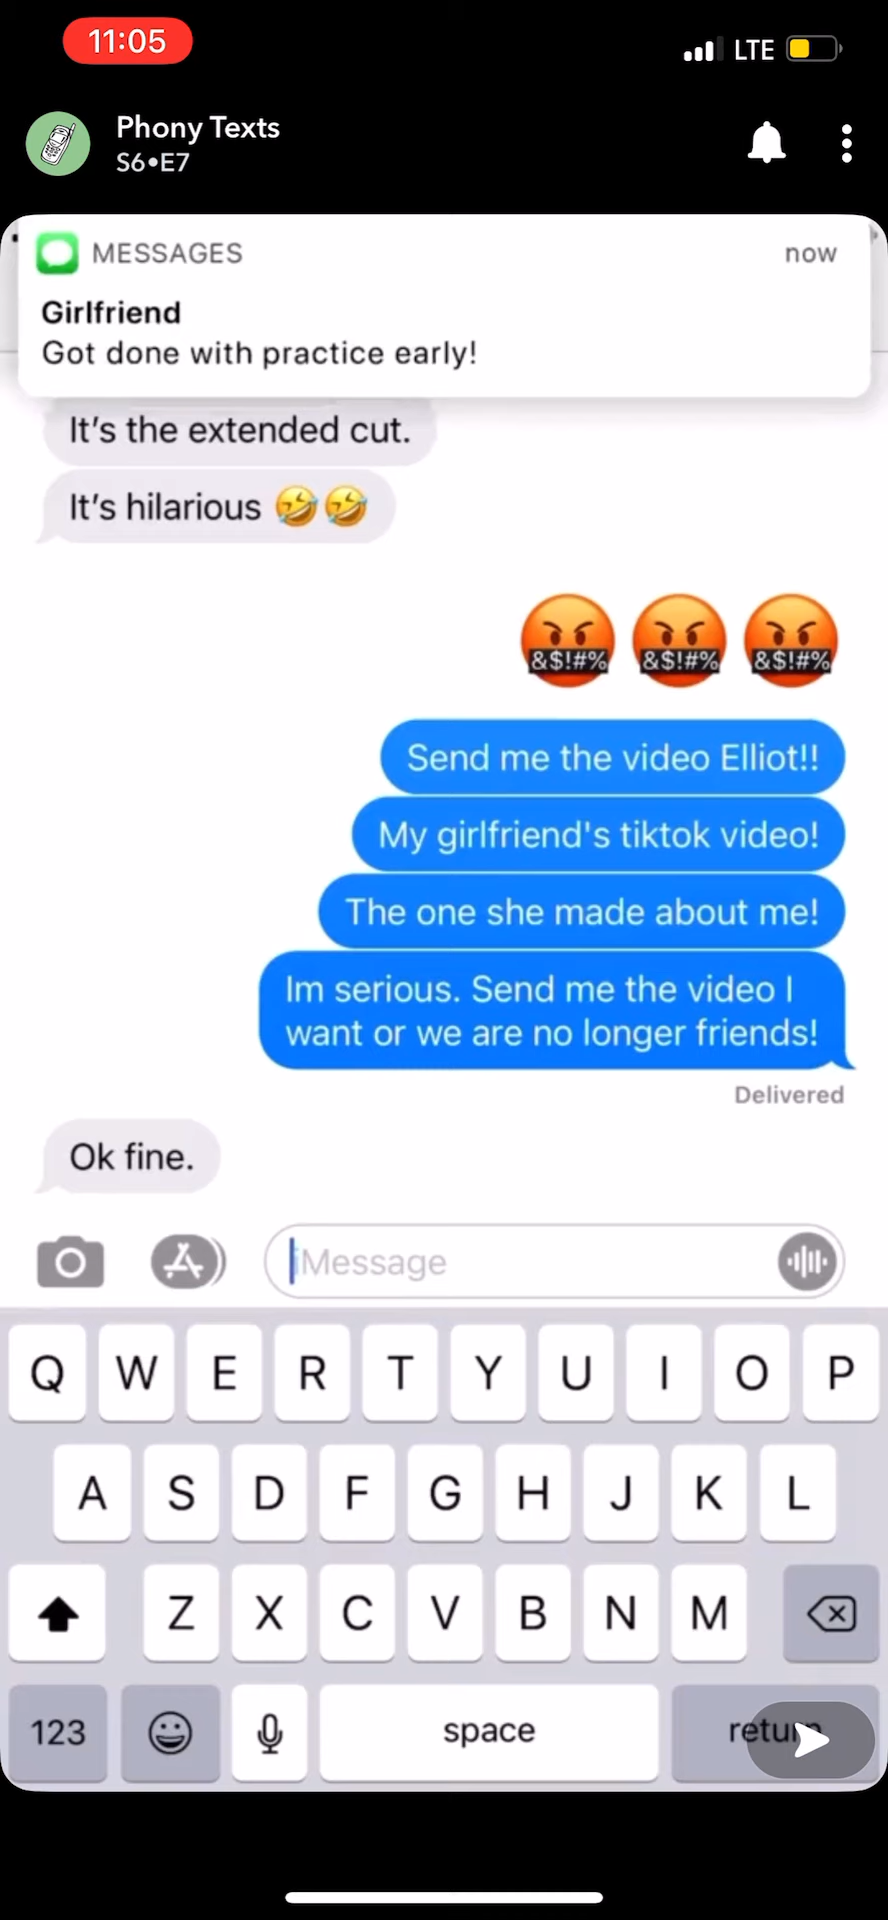 11:05
LTE
Phony Texts
S6•E7
MESSAGES
now
Girlfriend
Got done with practice early!
It's the extended cut.
It's hilarious 🤣🤣
🤬🤬🤬
Send me the video Elliot!!
My girlfriend's tiktok video!
The one she made about me!
Im serious. Send me the video I
want or we are no longer friends!
Delivered
Ok fine.
iMessage
Q W E R T Y U I O P
A S D F G H J K L
Z X C V B N M
123
space
return